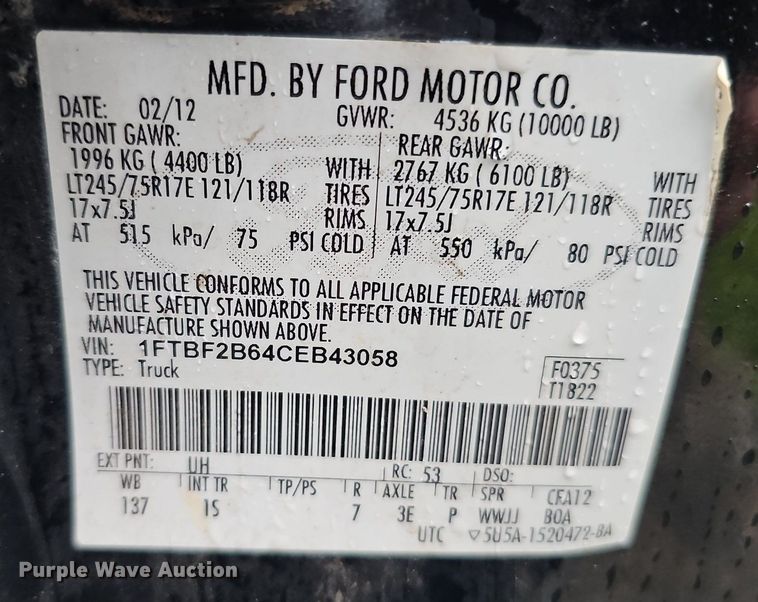 MFD. BY FORD MOTOR CO.
DATE: 02/12 GVWR: 4536 KG (10000 LB)
FRONT GAWR: REAR GAWR:
1996 KG ( 4400 LB) WITH 2767 KG ( 6100 LB) WITH
LT245/75R17E 121/118R TIRES LT245/75R17E 121/118R TIRES
17x7.5J RIMS 17x7.5J RIMS
AT 515 kPa/ 75 PSI COLD AT 550 kPa/ 80 PSI COLD
THIS VEHICLE CONFORMS TO ALL APPLICABLE FEDERAL MOTOR
VEHICLE SAFETY STANDARDS IN EFFECT ON THE DATE OF
MANUFACTURE SHOWN ABOVE.
VIN: 1FTBF2B64CEB43058
TYPE: Truck
F0375
T1822
EXT PNT: UH RC: 53 DSO:
WB INT TR TP/PS R AXLE TR SPR CFA12
137 IS 7 3E P WWJJ BOA
UTC ▽5U5A-1520472-BA
Purple Wave Auction